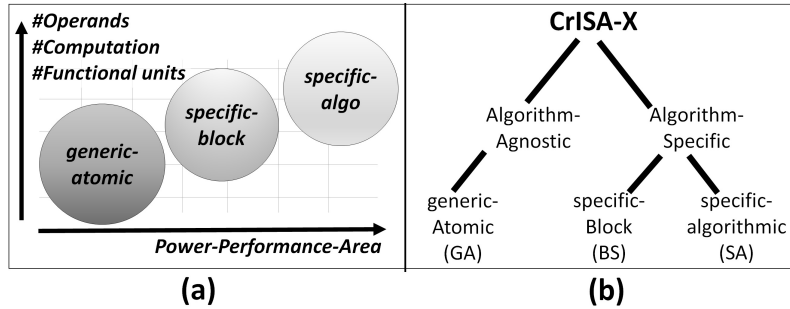 #Operands
#Computation
#Functional units
specific-
algo
specific-
block
generic-
atomic
Power-Performance-Area
(a)
CrISA-X
Algorithm-
Agnostic
Algorithm-
Specific
generic-
Atomic
(GA)
specific-
Block
(BS)
specific-
algorithmic
(SA)
(b)